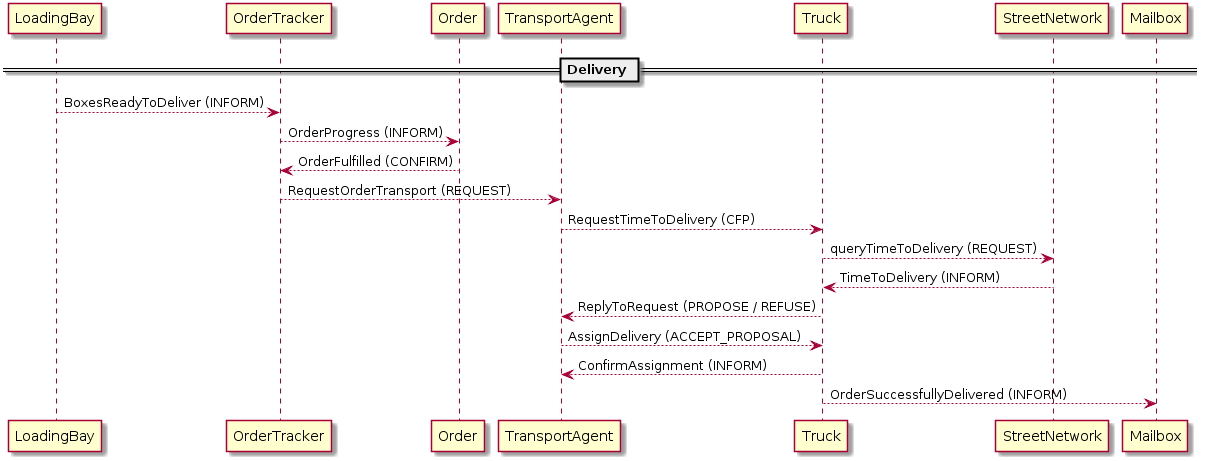 LoadingBay OrderTracker Order TransportAgent Truck StreetNetwork Mailbox
Delivery
BoxesReadyToDeliver (INFORM)
OrderProgress (INFORM)
OrderFulfilled (CONFIRM)
RequestOrderTransport (REQUEST)
RequestTimeToDelivery (CFP)
queryTimeToDelivery (REQUEST)
TimeToDelivery (INFORM)
ReplyToRequest (PROPOSE / REFUSE)
AssignDelivery (ACCEPT_PROPOSAL)
ConfirmAssignment (INFORM)
OrderSuccessfullyDelivered (INFORM)
LoadingBay OrderTracker Order TransportAgent Truck StreetNetwork Mailbox